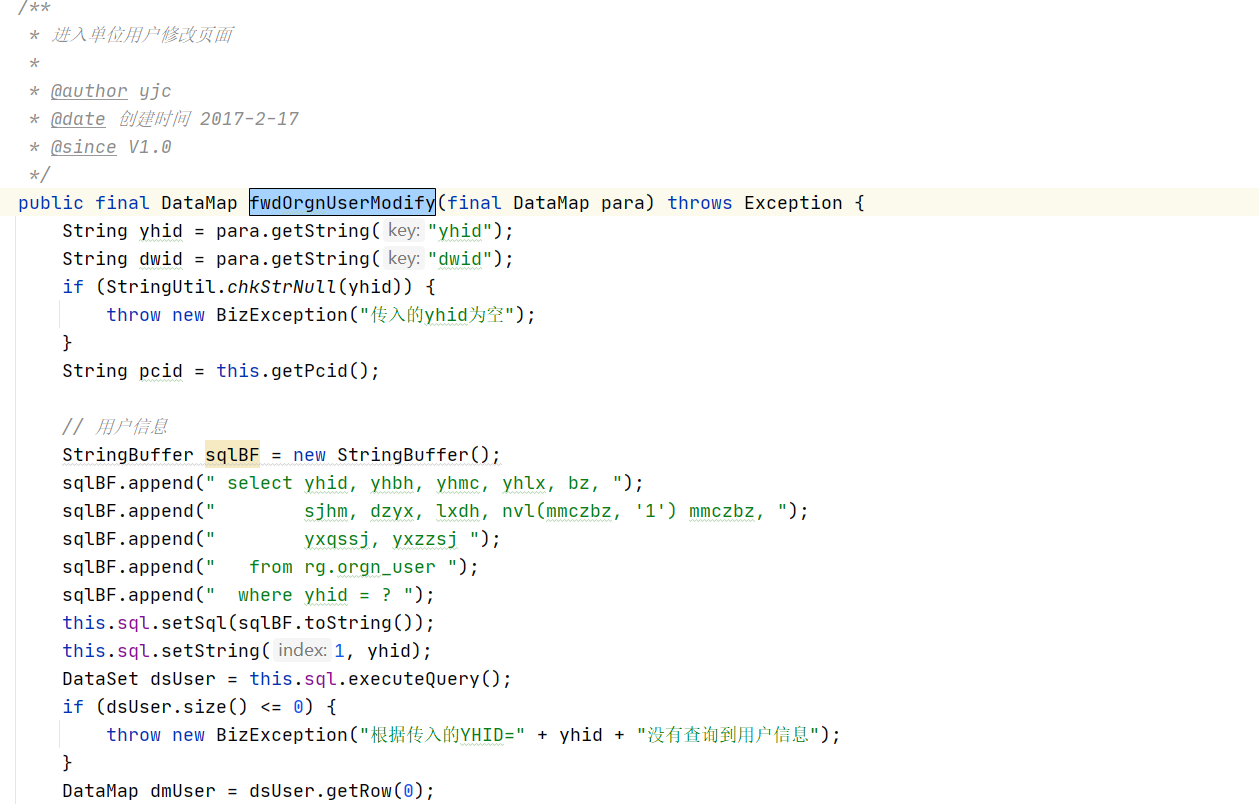 /**
 * 进入单位用户修改页面
 *
 * @author yjc
 * @date 创建时间 2017-2-17
 * @since V1.0
 */
public final DataMap fwdOrgnUserModify(final DataMap para) throws Exception {
    String yhid = para.getString( key: "yhid");
    String dwid = para.getString( key: "dwid");
    if (StringUtil.chkStrNull(yhid)) {
        throw new BizException("传入的yhid为空");
    }
    String pcid = this.getPcid();

    // 用户信息
    StringBuffer sqlBF = new StringBuffer();
    sqlBF.append(" select yhid, yhbh, yhmc, yhlx, bz, ");
    sqlBF.append("        sjhm, dzyx, lxdh, nvl(mmczbz, '1') mmczbz, ");
    sqlBF.append("        yxqssj, yxzzsj ");
    sqlBF.append("   from rg.orgn_user ");
    sqlBF.append("  where yhid = ? ");
    this.sql.setSql(sqlBF.toString());
    this.sql.setString( index: 1, yhid);
    DataSet dsUser = this.sql.executeQuery();
    if (dsUser.size() <= 0) {
        throw new BizException("根据传入的YHID=" + yhid + "没有查询到用户信息");
    }
    DataMap dmUser = dsUser.getRow(0);